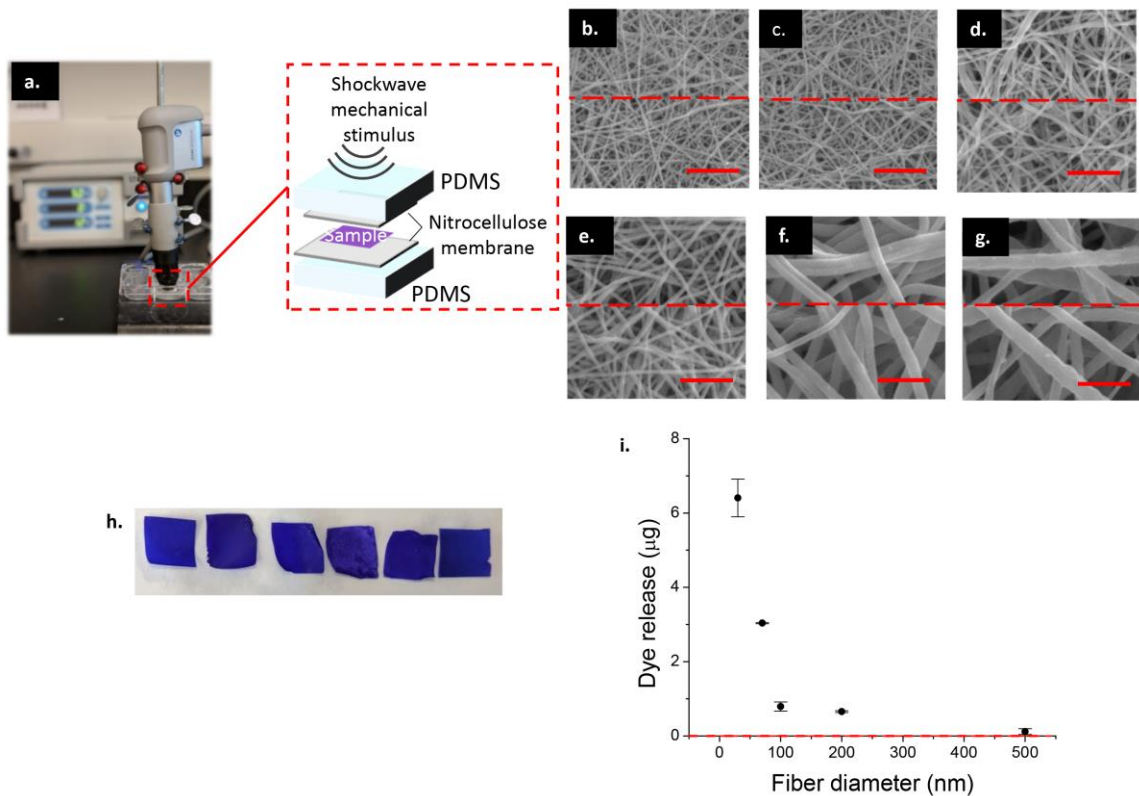 a.
Shockwave
mechanical
stimulus
PDMS
Nitrocellulose
membrane
Sample
PDMS
b.
c.
d.
e.
f.
g.
h.
i.
8
6
4
2
0
Dye release (μg)
0 100 200 300 400 500
Fiber diameter (nm)